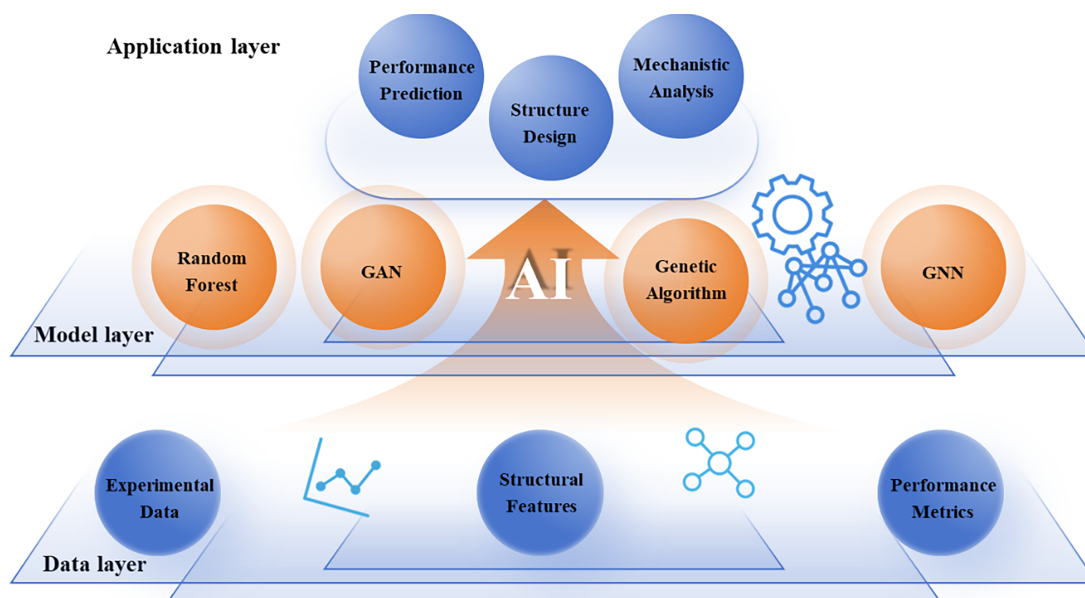 Application layer
Performance
Prediction
Structure
Design
Mechanistic
Analysis
Random
Forest
GAN
AI
Genetic
Algorithm
GNN
Model layer
Experimental
Data
Structural
Features
Performance
Metrics
Data layer